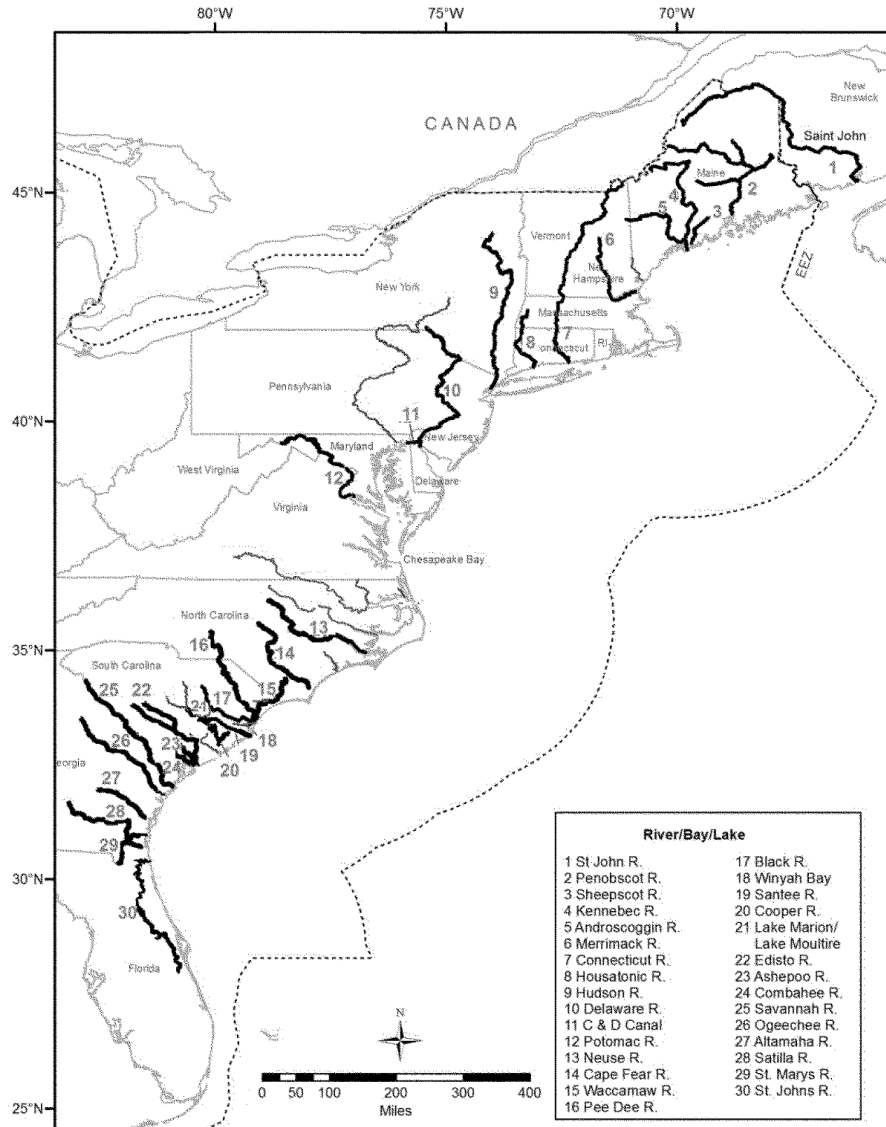 80°W 75°W 70°W
New
Brunswick
CANADA
Saint John
1
Maine
45°N
4
2
5
3
Vermont
6
EEZ
New York
9
New
Hampshire
Massachusetts
8
7
onnecticut
RI
Pennsylvania
10
40°N
11
New Jersey
Maryland
West Virginia
12
Delaware
Virginia
Chesapeake Bay
North Carolina
13
35°N
16
14
South Carolina
25
22
17
15
21
18
26
23
19
24
20
eorgia
27
28
29
30°N
30
Florida
25°N
N
0 50 100 200 300 400
Miles
River/Bay/Lake
1 St John R.
2 Penobscot R.
3 Sheepscot R.
4 Kennebec R.
5 Androscoggin R.
6 Merrimack R.
7 Connecticut R.
8 Housatonic R.
9 Hudson R.
10 Delaware R.
11 C & D Canal
12 Potomac R.
13 Neuse R.
14 Cape Fear R.
15 Waccamaw R.
16 Pee Dee R.
17 Black R.
18 Winyah Bay
19 Santee R.
20 Cooper R.
21 Lake Marion/
Lake Moultire
22 Edisto R.
23 Ashepoo R.
24 Combahee R.
25 Savannah R.
26 Ogeechee R.
27 Altamaha R.
28 Satilla R.
29 St. Marys R.
30 St. Johns R.